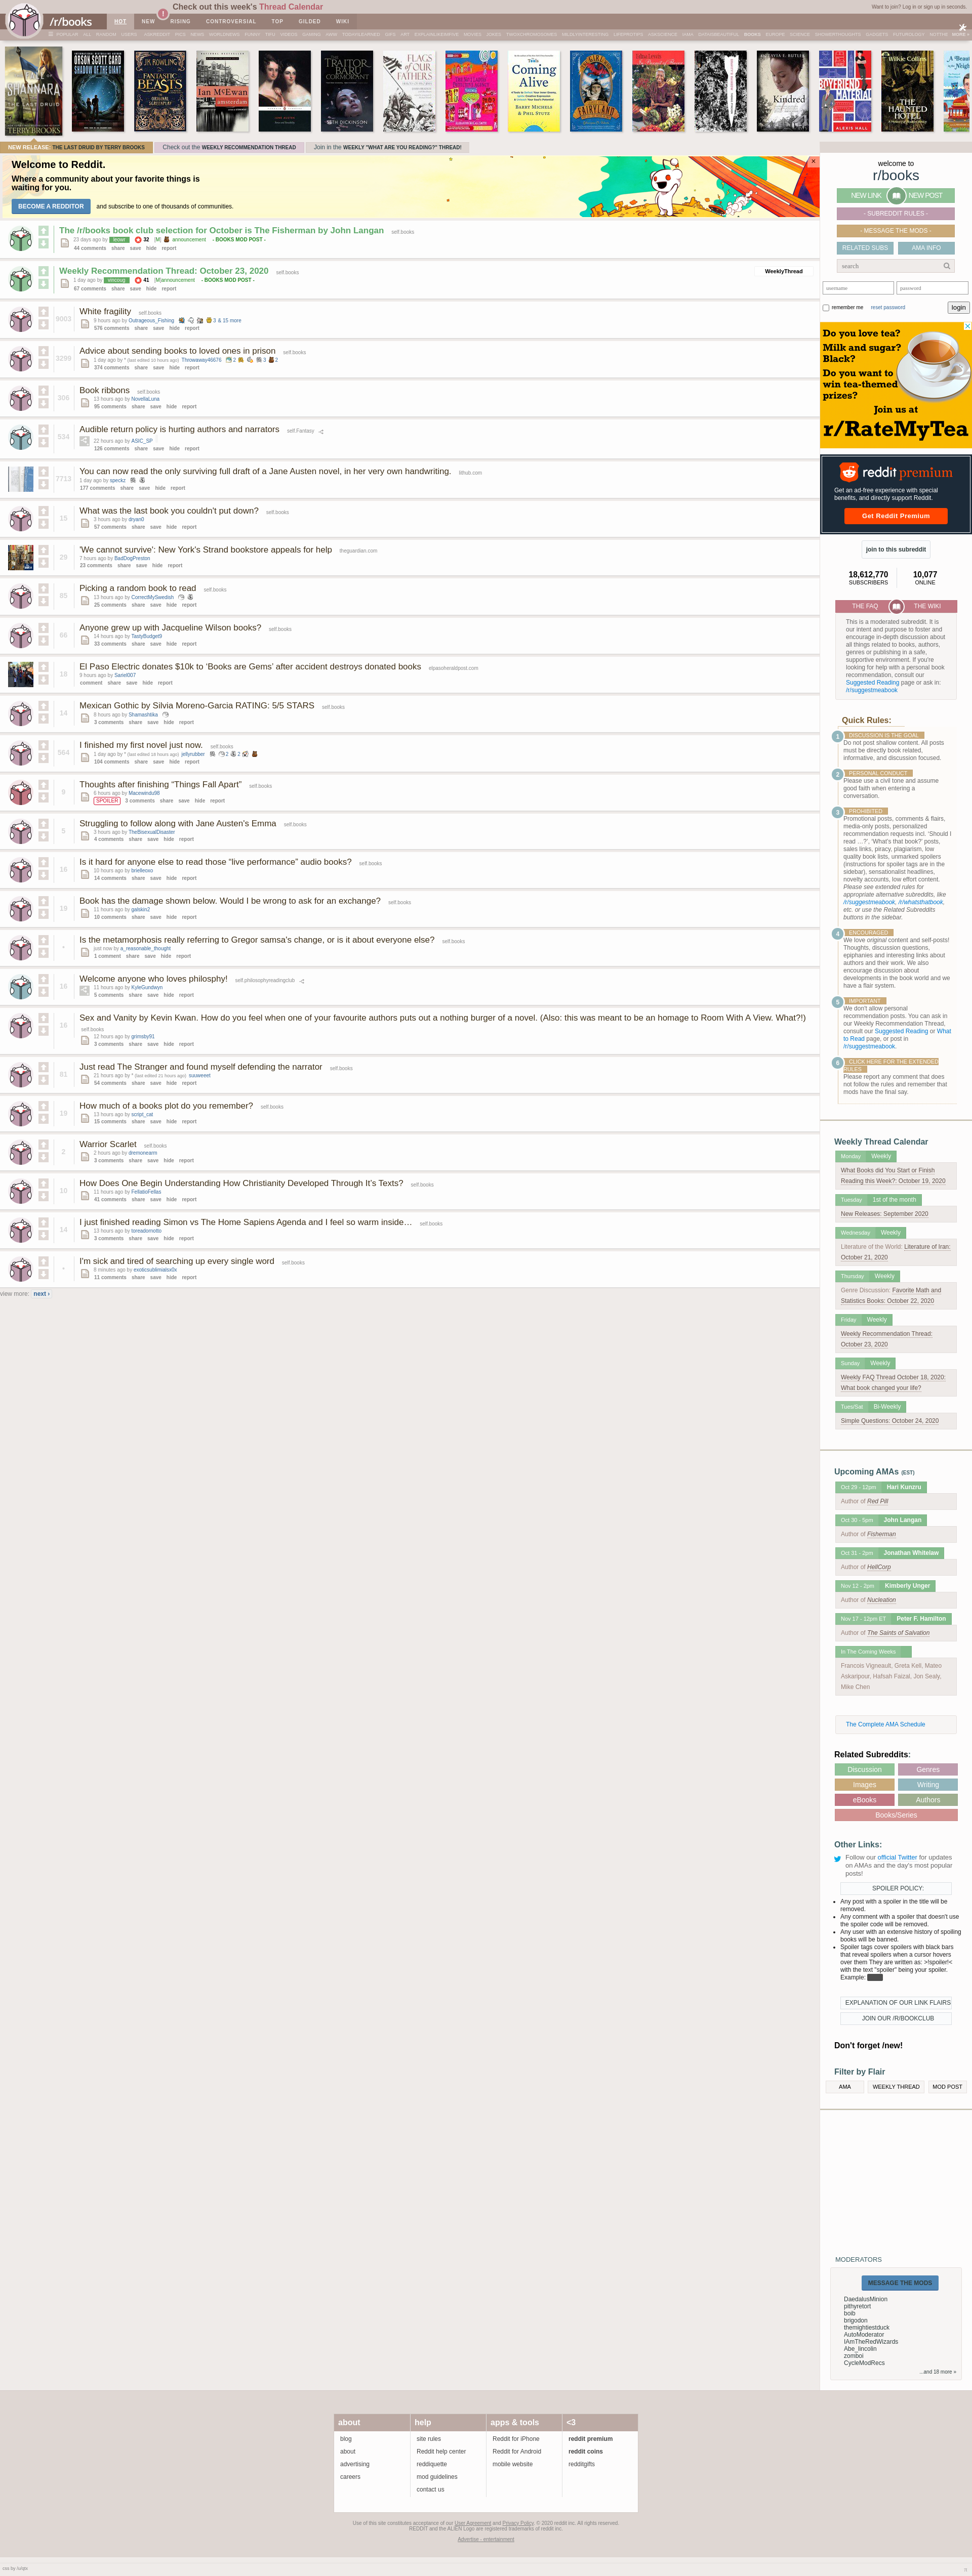 Check out this week's Thread Calendar
Want to join? Log in or sign up in seconds.
/r/books
HOT NEW RISING CONTROVERSIAL TOP GILDED WIKI
NEW RELEASE: THE LAST DRUID BY TERRY BROOKS
Check out the WEEKLY RECOMMENDATION THREAD
Join in the WEEKLY "WHAT ARE YOU READING?" THREAD!
Welcome to Reddit.
Where a community about your favorite things is
waiting for you.
BECOME A REDDITOR and subscribe to one of thousands of communities.
The /r/books book club selection for October is The Fisherman by John Langan self.books
23 days ago by 32 [M] announcement - BOOKS MOD POST -
44 comments share save hide report
Weekly Recommendation Thread: October 23, 2020 self.books
WeeklyThread
1 day ago by 41 [M]announcement - BOOKS MOD POST -
67 comments share save hide report
White fragility self.books
9003
9 hours ago by Outrageous_Fishing 3 & 15 more
576 comments share save hide report
Advice about sending books to loved ones in prison self.books
3299
1 day ago by * (last edited 10 hours ago) Throwaway46676 2 3 2
374 comments share save hide report
Book ribbons self.books
308
13 hours ago by NovellaLuna
95 comments share save hide report
Audible return policy is hurting authors and narrators self.Fantasy
534
22 hours ago by ASIC_SP
126 comments share save hide report
You can now read the only surviving full draft of a Jane Austen novel, in her very own handwriting. lithub.com
7713
1 day ago by speckz
177 comments share save hide report
What was the last book you couldn't put down? self.books
15
3 hours ago by dryan0
57 comments share save hide report
'We cannot survive': New York's Strand bookstore appeals for help theguardian.com
29
7 hours ago by BadDogPreston
23 comments share save hide report
Picking a random book to read self.books
85
13 hours ago by CorrectMySwedish
25 comments share save hide report
Anyone grew up with Jacqueline Wilson books? self.books
66
14 hours ago by TastyBudget9
33 comments share save hide report
El Paso Electric donates $10k to 'Books are Gems' after accident destroys donated books elpasoheraldpost.com
18
9 hours ago by Sariel007
comment share save hide report
Mexican Gothic by Silvia Moreno-Garcia RATING: 5/5 STARS self.books
14
8 hours ago by Shamashtika
3 comments share save hide report
I finished my first novel just now. self.books
564
1 day ago by * (last edited 10 hours ago) jellyrubber 2 2
104 comments share save hide report
Thoughts after finishing "Things Fall Apart" self.books
9
6 hours ago by Macewindu98
SPOILER 3 comments share save hide report
Struggling to follow along with Jane Austen's Emma self.books
5
3 hours ago by TheBisexualDisaster
4 comments share save hide report
Is it hard for anyone else to read those "live performance" audio books? self.books
16
10 hours ago by brielleoxo
14 comments share save hide report
Book has the damage shown below. Would I be wrong to ask for an exchange? self.books
18
11 hours ago by gatskin2
10 comments share save hide report
Is the metamorphosis really referring to Gregor samsa's change, or is it about everyone else? self.books
•
just now by a_reasonable_thought
1 comment share save hide report
Welcome anyone who loves philosphy! self.philosophyreadingclub
16
11 hours ago by KyleGundwyn
5 comments share save hide report
Sex and Vanity by Kevin Kwan. How do you feel when one of your favourite authors puts out a nothing burger of a novel. (Also: this was meant to be an homage to Room With A View. What?!)
16
self.books
12 hours ago by grimsby91
3 comments share save hide report
Just read The Stranger and found myself defending the narrator self.books
81
21 hours ago by * (last edited 21 hours ago) suuweeet
54 comments share save hide report
How much of a books plot do you remember? self.books
19
13 hours ago by script_cat
15 comments share save hide report
Warrior Scarlet self.books
2
2 hours ago by dremonearm
3 comments share save hide report
How Does One Begin Understanding How Christianity Developed Through It's Texts? self.books
10
11 hours ago by FellatioFellas
41 comments share save hide report
I just finished reading Simon vs The Home Sapiens Agenda and I feel so warm inside… self.books
14
13 hours ago by toreadornotto
3 comments share save hide report
I'm sick and tired of searching up every single word self.books
•
8 minutes ago by exoticsublimialsx0x
11 comments share save hide report
view more: next ›
welcome to
r/books
NEW LINK NEW POST
- SUBREDDIT RULES -
- MESSAGE THE MODS -
RELATED SUBS AMA INFO
search
username password
remember me reset password login
Do you love tea?
Milk and sugar?
Black?
Do you want to
win tea-themed
prizes?
Join us at
r/RateMyTea
reddit premium
Get an ad-free experience with special
benefits, and directly support Reddit.
Get Reddit Premium
join to this subreddit
18,612,770 10,077
SUBSCRIBERS ONLINE
THE FAQ THE WIKI
This is a moderated subreddit. It is
our intent and purpose to foster and
encourage in-depth discussion about
all things related to books, authors,
genres or publishing in a safe,
supportive environment. If you're
looking for help with a personal book
recommendation, consult our
Suggested Reading page or ask in:
/r/suggestmeabook
Quick Rules:
1 DISCUSSION IS THE GOAL
Do not post shallow content. All posts
must be directly book related,
informative, and discussion focused.
2 PERSONAL CONDUCT
Please use a civil tone and assume
good faith when entering a
conversation.
3 PROHIBITED
Promotional posts, comments & flairs,
media-only posts, personalized
recommendation requests incl. 'Should I
read …?', 'What's that book?' posts,
sales links, piracy, plagiarism, low
quality book lists, unmarked spoilers
(instructions for spoiler tags are in the
sidebar), sensationalist headlines,
novelty accounts, low effort content.
Please see extended rules for
appropriate alternative subreddits, like
/r/suggestmeabook, /r/whatsthatbook,
etc. or use the Related Subreddits
buttons in the sidebar.
4 ENCOURAGED
We love original content and self-posts!
Thoughts, discussion questions,
epiphanies and interesting links about
authors and their work. We also
encourage discussion about
developments in the book world and we
have a flair system.
5 IMPORTANT
We don't allow personal
recommendation posts. You can ask in
our Weekly Recommendation Thread,
consult our Suggested Reading or What
to Read page, or post in
/r/suggestmeabook.
6 CLICK HERE FOR THE EXTENDED
RULES
Please report any comment that does
not follow the rules and remember that
mods have the final say.
Weekly Thread Calendar
Monday Weekly
What Books did You Start or Finish
Reading this Week?: October 19, 2020
Tuesday 1st of the month
New Releases: September 2020
Wednesday Weekly
Literature of the World: Literature of Iran:
October 21, 2020
Thursday Weekly
Genre Discussion: Favorite Math and
Statistics Books: October 22, 2020
Friday Weekly
Weekly Recommendation Thread:
October 23, 2020
Sunday Weekly
Weekly FAQ Thread October 18, 2020:
What book changed your life?
Tues/Sat Bi-Weekly
Simple Questions: October 24, 2020
Upcoming AMAs (EST)
Oct 28 - 12pm Hari Kunzru
Author of Red Pill
Oct 30 - 5pm John Langan
Author of Fisherman
Oct 31 - 2pm Jonathan Whitelaw
Author of HellCorp
Nov 12 - 2pm Kimberly Unger
Author of Nucleation
Nov 17 - 12pm ET Peter F. Hamilton
Author of The Saints of Salvation
In The Coming Weeks
Francois Vigneault, Greta Kell, Mateo
Askaripour, Hafsah Faizal, Jon Sealy,
Mike Chen
The Complete AMA Schedule
Related Subreddits:
Discussion Genres
Images Writing
eBooks Authors
Books/Series
Other Links:
Follow our official Twitter for updates
on AMAs and the day's most popular
posts!
SPOILER POLICY:
Any post with a spoiler in the title will be
removed.
Any comment with a spoiler that doesn't use
the spoiler code will be removed.
Any user with an extensive history of spoiling
books will be banned.
Spoiler tags cover spoilers with black bars
that reveal spoilers when a cursor hovers
over them They are written as: >!spoiler!<
with the text "spoiler" being your spoiler.
Example:
EXPLANATION OF OUR LINK FLAIRS
JOIN OUR /R/BOOKCLUB
Don't forget /new!
Filter by Flair
AMA WEEKLY THREAD MOD POST
MODERATORS
MESSAGE THE MODS
DaedalusMinion
pithyretort
boib
brigodon
themightiestduck
AutoModerator
IAmTheRedWizards
Abe_lincolin
zomboi
CycleModRecs
...and 18 more »
about help apps & tools <3
blog site rules Reddit for iPhone reddit premium
about Reddit help center Reddit for Android reddit coins
advertising reddiquette mobile website redditgifts
careers mod guidelines
contact us
Use of this site constitutes acceptance of our User Agreement and Privacy Policy. © 2020 reddit inc. All rights reserved.
REDDIT and the ALIEN Logo are registered trademarks of reddit inc.
Advertise - entertainment